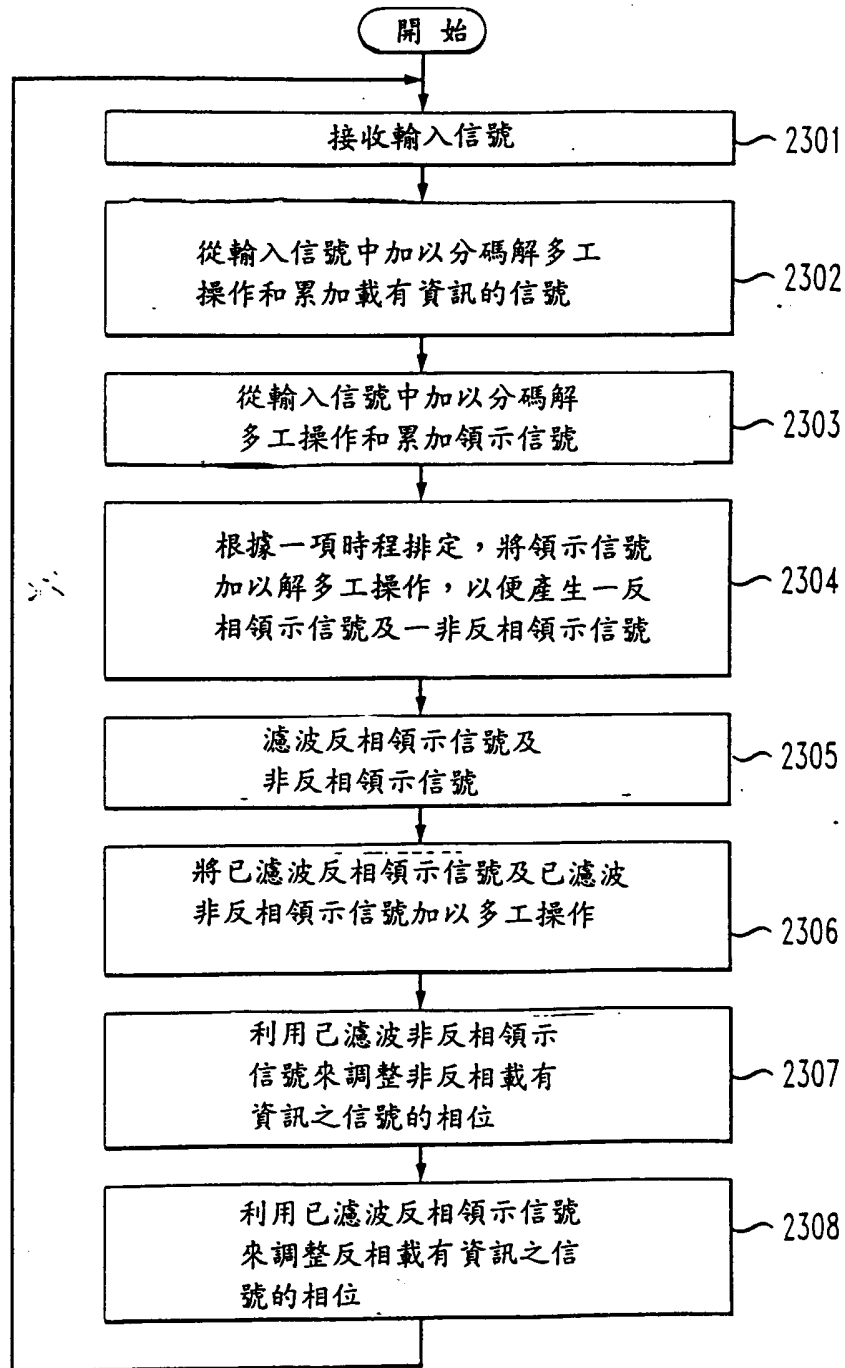 開始
接收輸入信號
2301
從輸入信號中加以分碼解多工
操作和累加載有資訊的信號
2302
從輸入信號中加以分碼解
多工操作和累加領示信號
2303
根據一項時程排定，將領示信號
加以解多工操作，以便產生一反
相領示信號及一非反相領示信號
2304
濾波反相領示信號及
非反相領示信號
2305
將已濾波反相領示信號及已濾波
非反相領示信號加以多工操作
2306
利用已濾波非反相領示
信號來調整非反相載有
資訊之信號的相位
2307
利用已濾波反相領示信號
來調整反相載有資訊之信
號的相位
2308